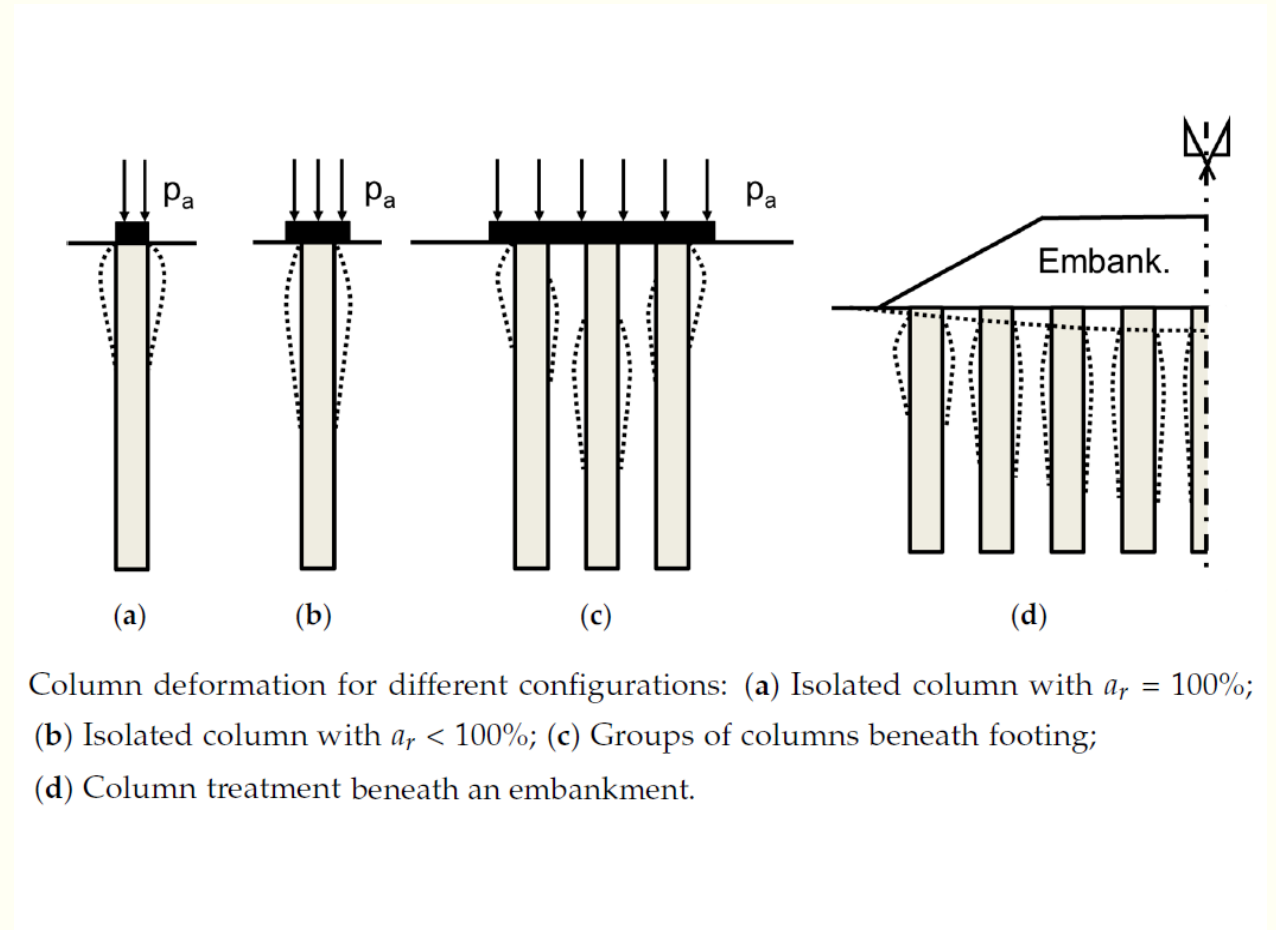 pa
pa
pa
Embank.
(a)
(b)
(c)
(d)
Column deformation for different configurations: (a) Isolated column with ar = 100%;
(b) Isolated column with ar < 100%; (c) Groups of columns beneath footing;
(d) Column treatment beneath an embankment.